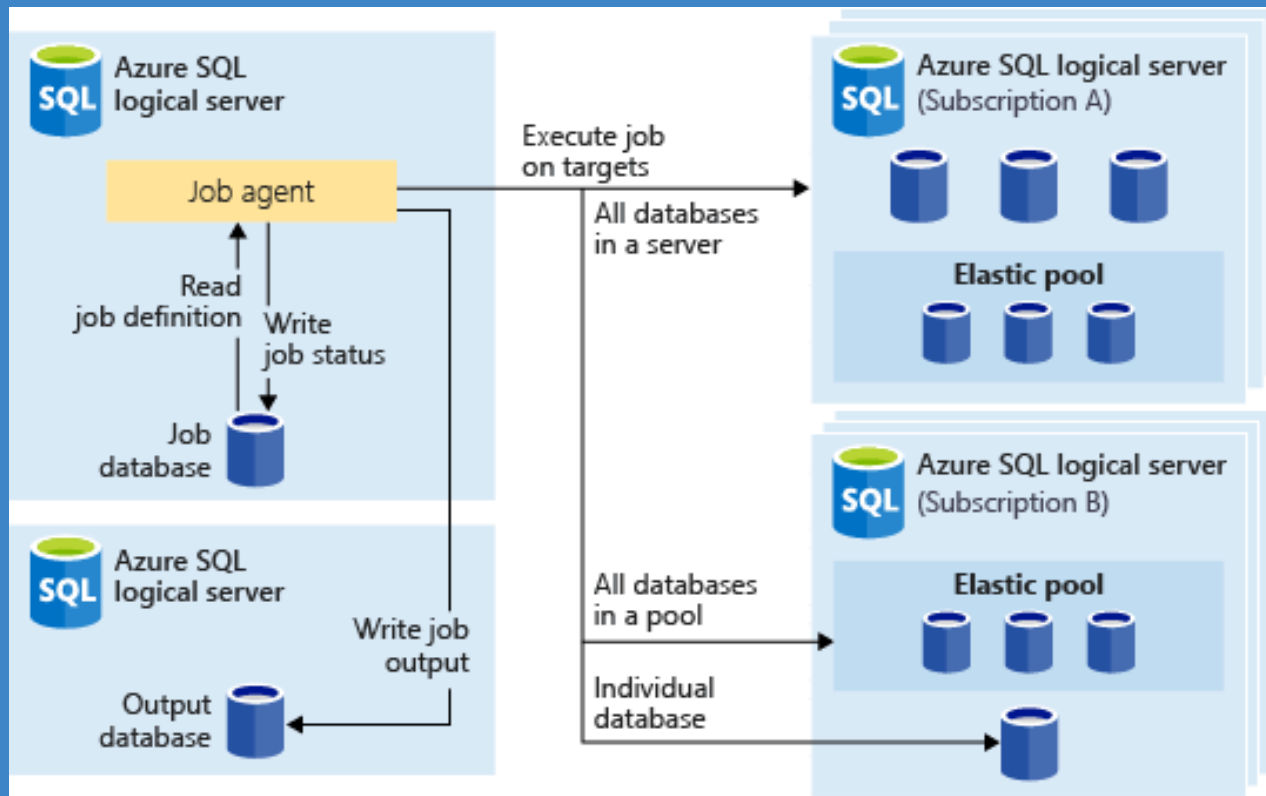 SQL
Azure SQL
logical server
Job agent
Read
job definition
Write
job status
Job
database
SQL
Azure SQL
logical server
Write job
output
Output
database
Execute job
on targets
All databases
in a server
All databases
in a pool
Individual
database
SQL
Azure SQL logical server
(Subscription A)
Elastic pool
SQL
Azure SQL logical server
(Subscription B)
Elastic pool